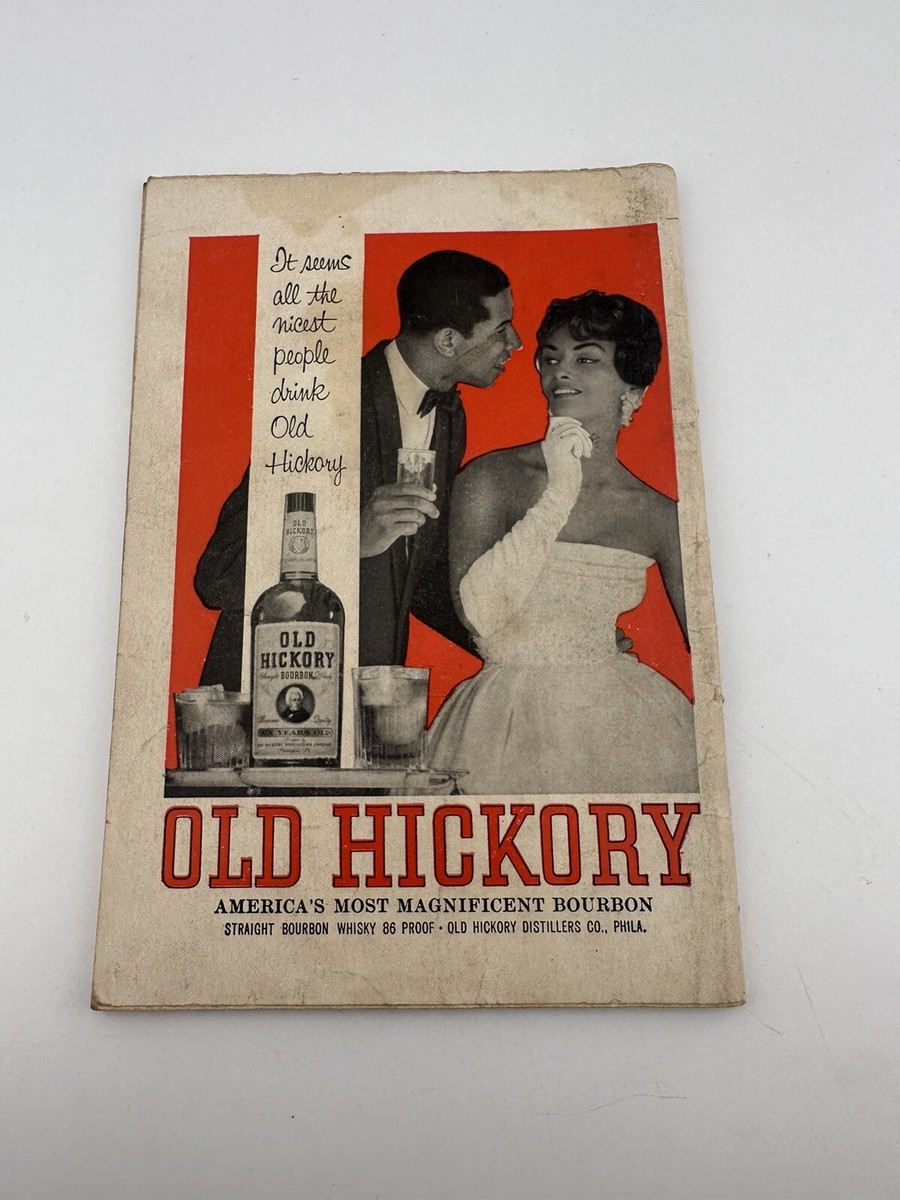 It seems
all the
nicest
people
drink
Old
Hickory
OLD
HICKORY
OLD
HICKORY
BOURBON
SIX YEARS OLD
OLD HICKORY
AMERICA'S MOST MAGNIFICENT BOURBON
STRAIGHT BOURBON WHISKY 86 PROOF • OLD HICKORY DISTILLERS CO., PHILA.